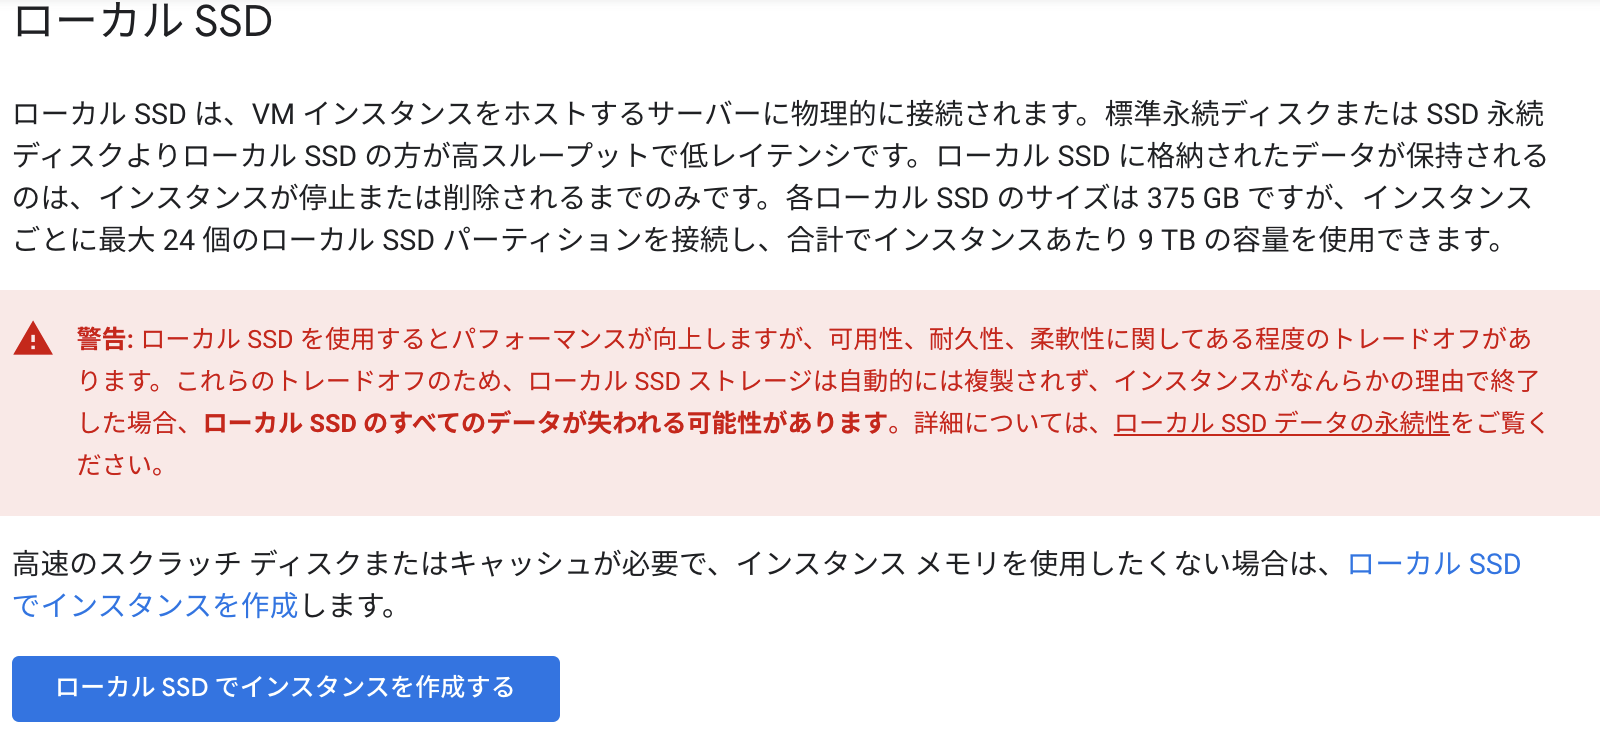 ローカル SSD
ローカル SSD は、VM インスタンスをホストするサーバーに物理的に接続されます。標準永続ディスクまたは SSD 永続
ディスクよりローカル SSD の方が高スループットで低レイテンシです。ローカル SSD に格納されたデータが保持される
のは、インスタンスが停止または削除されるまでのみです。各ローカル SSD のサイズは 375 GB ですが、インスタンス
ごとに最大 24 個のローカル SSD パーティションを接続し、合計でインスタンスあたり 9 TB の容量を使用できます。
警告: ローカル SSD を使用するとパフォーマンスが向上しますが、可用性、耐久性、柔軟性に関してある程度のトレードオフがあ
ります。これらのトレードオフのため、ローカル SSD ストレージは自動的には複製されず、インスタンスがなんらかの理由で終了
した場合、ローカル SSD のすべてのデータが失われる可能性があります。詳細については、ローカル SSD データの永続性をご覧く
ださい。
高速のスクラッチ ディスクまたはキャッシュが必要で、インスタンス メモリを使用したくない場合は、ローカル SSD
でインスタンスを作成します。
ローカル SSD でインスタンスを作成する